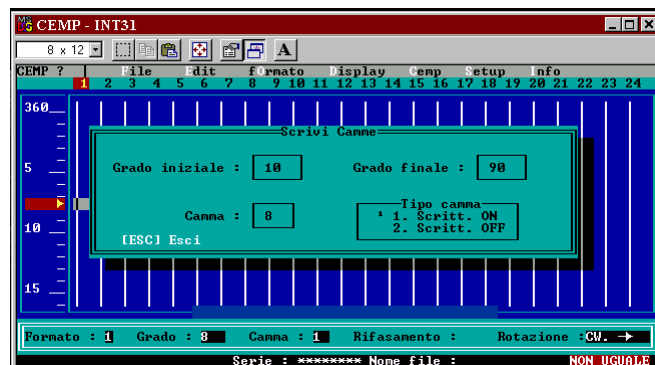 CEMP - INT31
8 x 12
A
CEMP ? File Edit fOrmato Display Cemp Setup Info
1 2 3 4 5 6 7 8 9 10 11 12 13 14 15 16 17 18 19 20 21 22 23 24
360
Scrivi Camme
5
Grado iniziale : 10 Grado finale : 90
Camma : 8
Tipo camma
1. Scritt. ON
2. Scritt. OFF
10
[ESC] Esci
15
Formato : 1 Grado : 8 Camma : 1 Rifasamento : Rotazione :CW. →
Serie : ******** Nome file : NON UGUALE